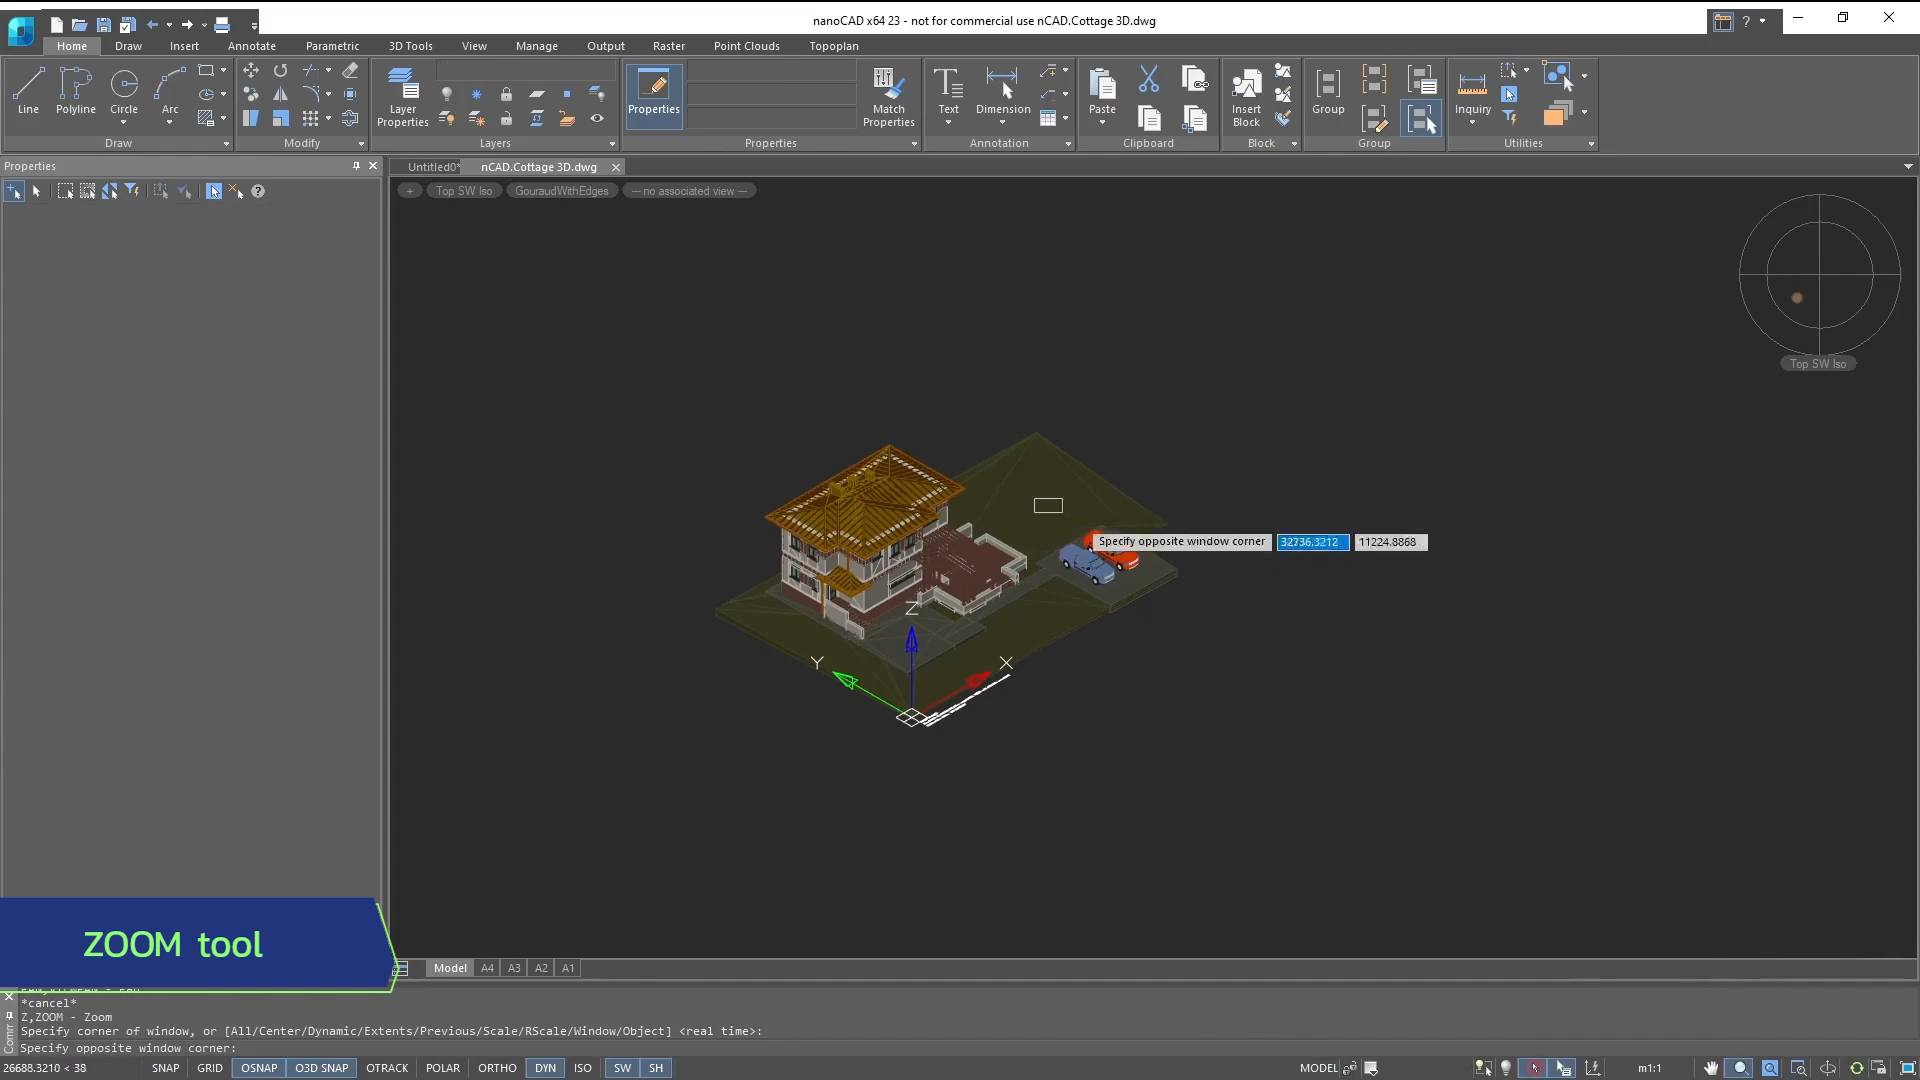 nanoCAD x64 23 - not for commercial use nCAD.Cottage 3D.dwg
?
Home Draw Insert Annotate Parametric 3D Tools View Manage Output Raster Point Clouds Topoplan
Line Polyline Circle Arc
Layer Properties
Properties
Match Properties
Text Dimension
Paste
Insert Block
Group
Inquiry
Draw Modify Layers Properties Annotation Clipboard Block Group Utilities
Properties
Untitled0* nCAD.Cottage 3D.dwg
+ Top SW Iso GouraudWithEdges — no associated view —
Top SW Iso
Specify opposite window corner 32736.3212 11224.8868
Z
Y X
ZOOM tool
Model A4 A3 A2 A1
*cancel*
Z,ZOOM - Zoom
Specify corner of window, or [All/Center/Dynamic/Extents/Previous/Scale/RScale/Window/Object] <real time>:
Specify opposite window corner:
26688.3210 < 38 SNAP GRID OSNAP O3D SNAP OTRACK POLAR ORTHO DYN ISO SW SH MODEL m1:1